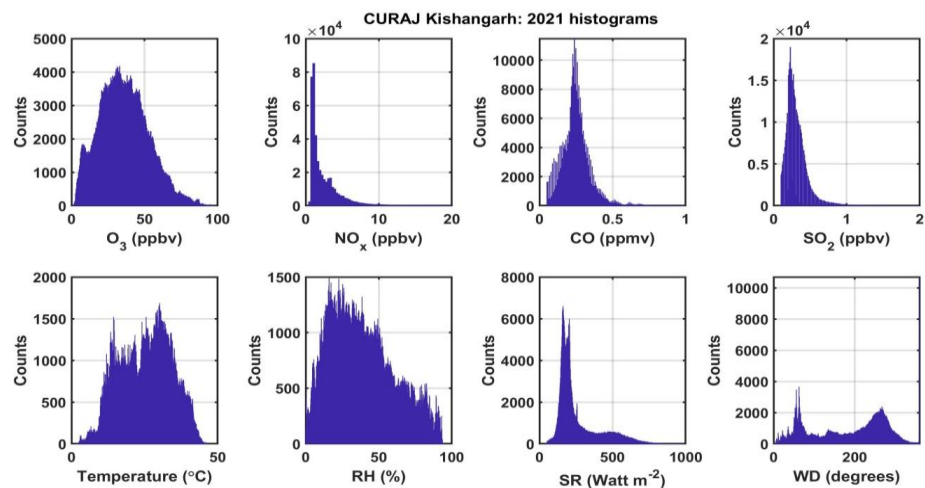 CURAJ Kishangarh: 2021 histograms
5000
4000
3000
2000
1000
0
Counts
0 50 100
O₃ (ppbv)
×10⁴
10
8
6
4
2
0
Counts
0 5 10 15 20
NOₓ (ppbv)
10000
8000
6000
4000
2000
0
Counts
0 0.5 1
CO (ppmv)
×10⁴
2
1.5
1
0.5
0
Counts
0 1 2
SO₂ (ppbv)
2000
1500
1000
500
0
Counts
0 50
Temperature (°C)
1500
1000
500
0
Counts
0 50 100
RH (%)
8000
6000
4000
2000
0
Counts
0 500 1000
SR (Watt m⁻²)
10000
8000
6000
4000
2000
0
Counts
0 200
WD (degrees)